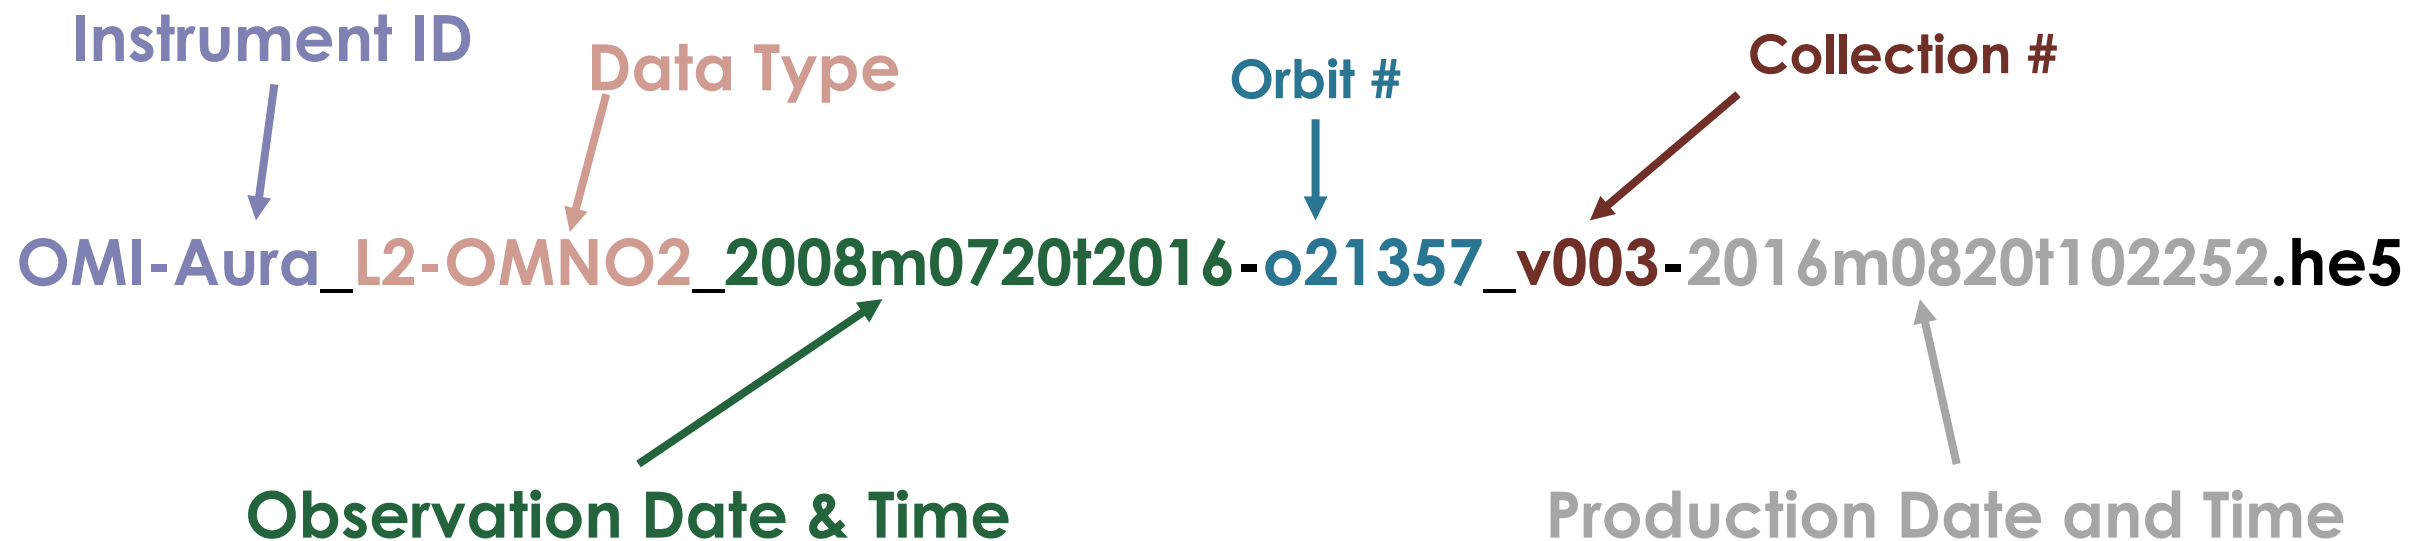 Instrument ID
Data Type
Orbit #
Collection #
OMI-Aura_L2-OMNO2_2008m0720t2016-o21357_v003-2016m0820t102252.he5
Observation Date & Time
Production Date and Time